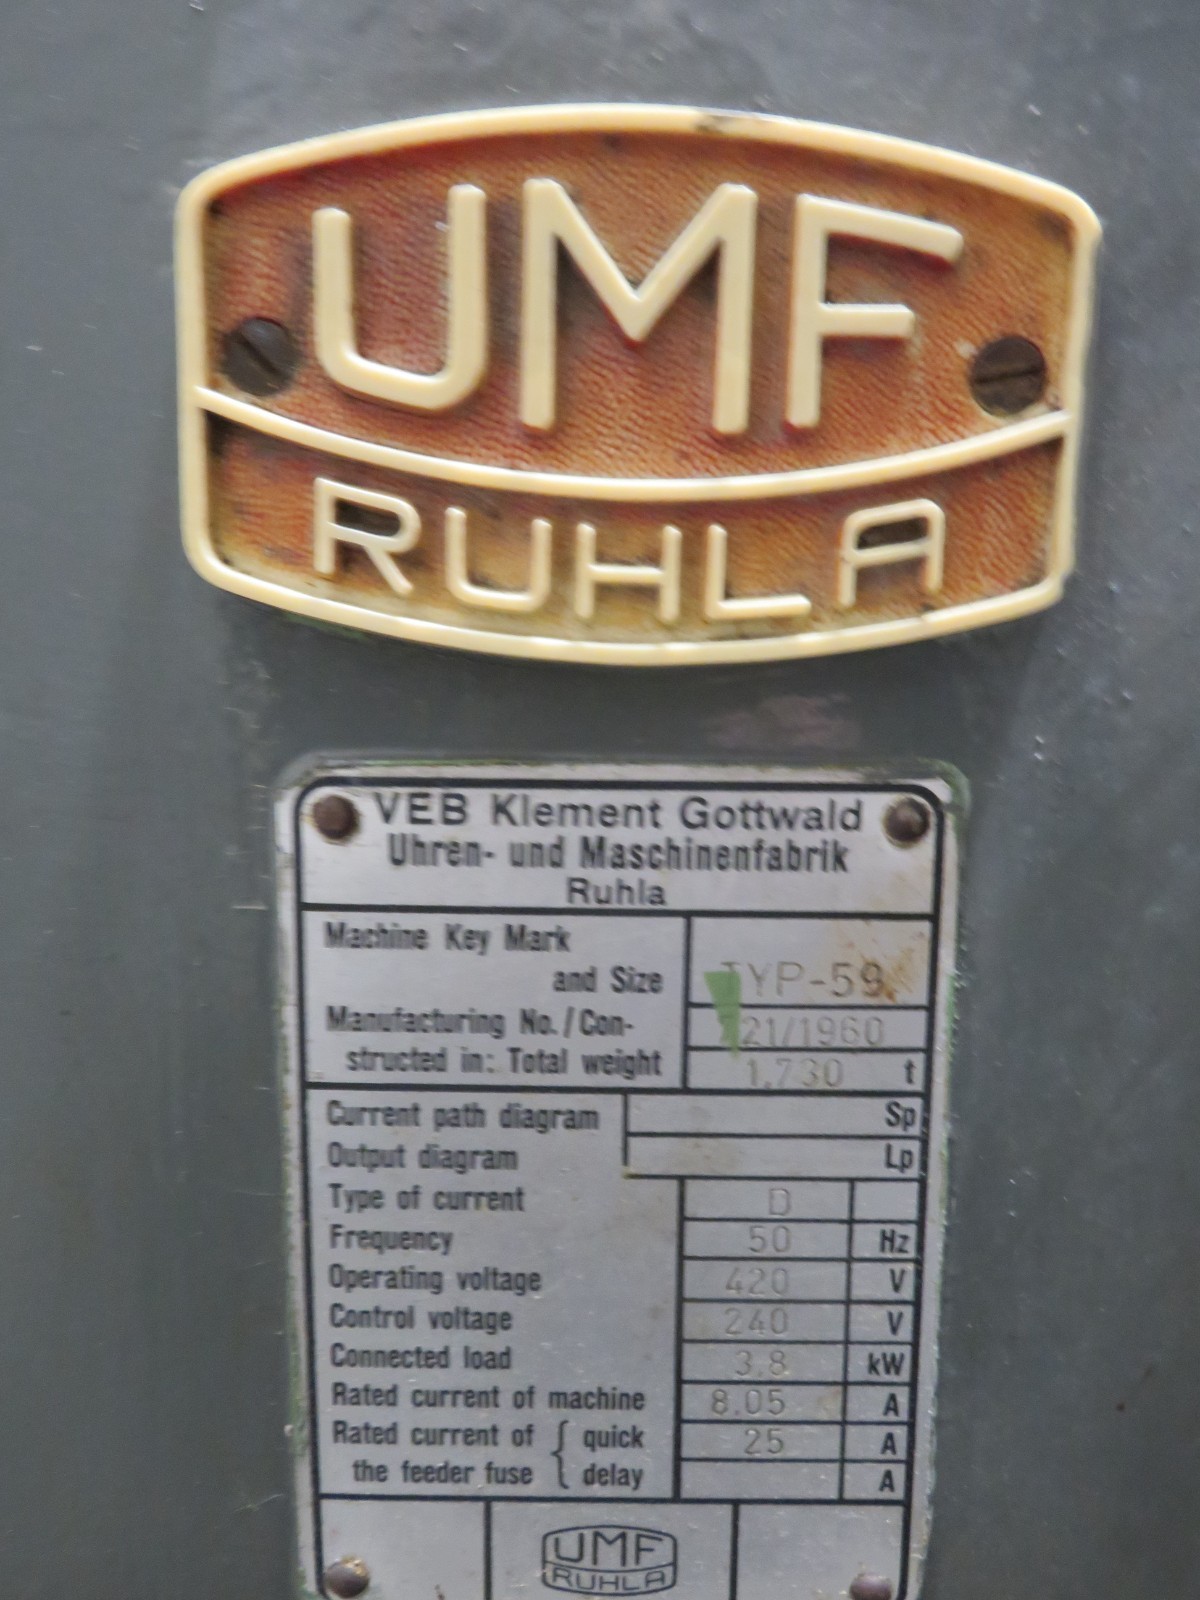 UMF
RUHLA
VEB Klement Gottwald
Uhren- und Maschinenfabrik
Ruhla
Machine Key Mark
and Size TYP-59
Manufacturing No./Con-
structed in: Total weight 1.730 t
Current path diagram Sp
Output diagram Lp
Type of current D
Frequency 50 Hz
Operating voltage 420 V
Control voltage 240 V
Connected load 3.8 kW
Rated current of machine 8.05 A
Rated current of { quick 25 A
the feeder fuse { delay A
UMF
RUHLA